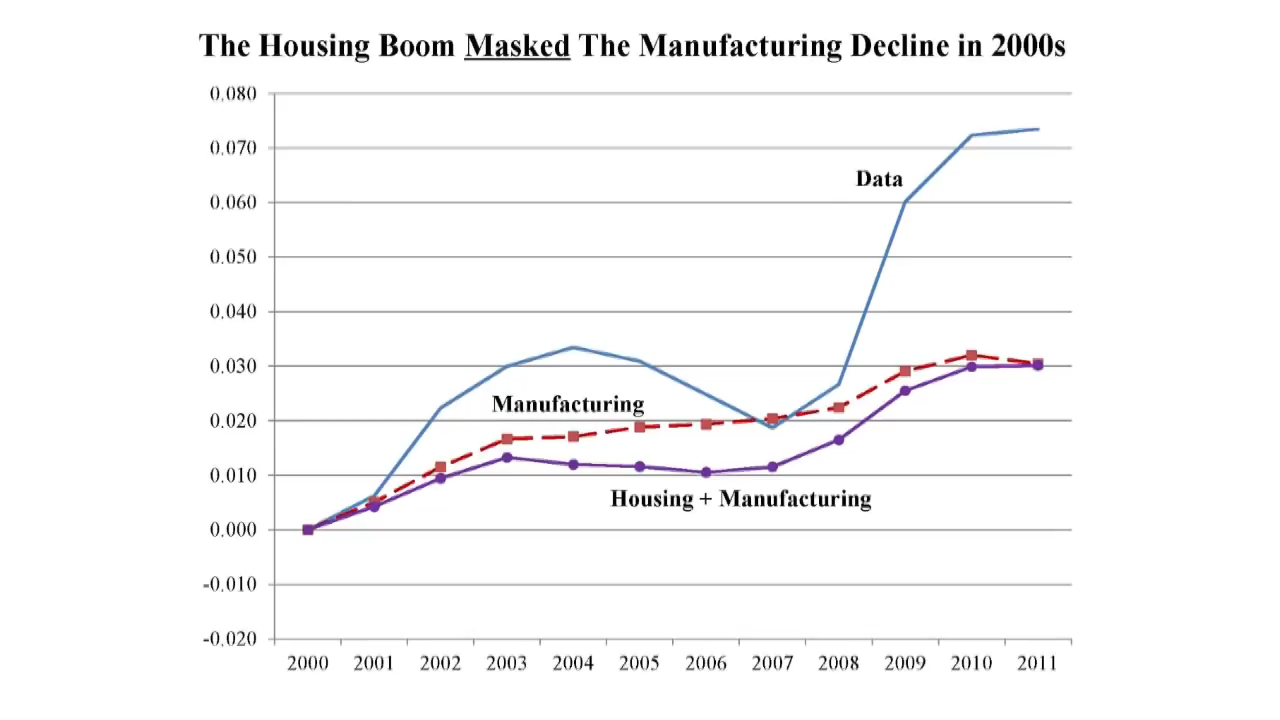 The Housing Boom Masked The Manufacturing Decline in 2000s
0.080
0.070
Data
0.060
0.050
0.040
0.030
Manufacturing
0.020
0.010
Housing + Manufacturing
0.000
-0.010
-0.020
2000 2001 2002 2003 2004 2005 2006 2007 2008 2009 2010 2011